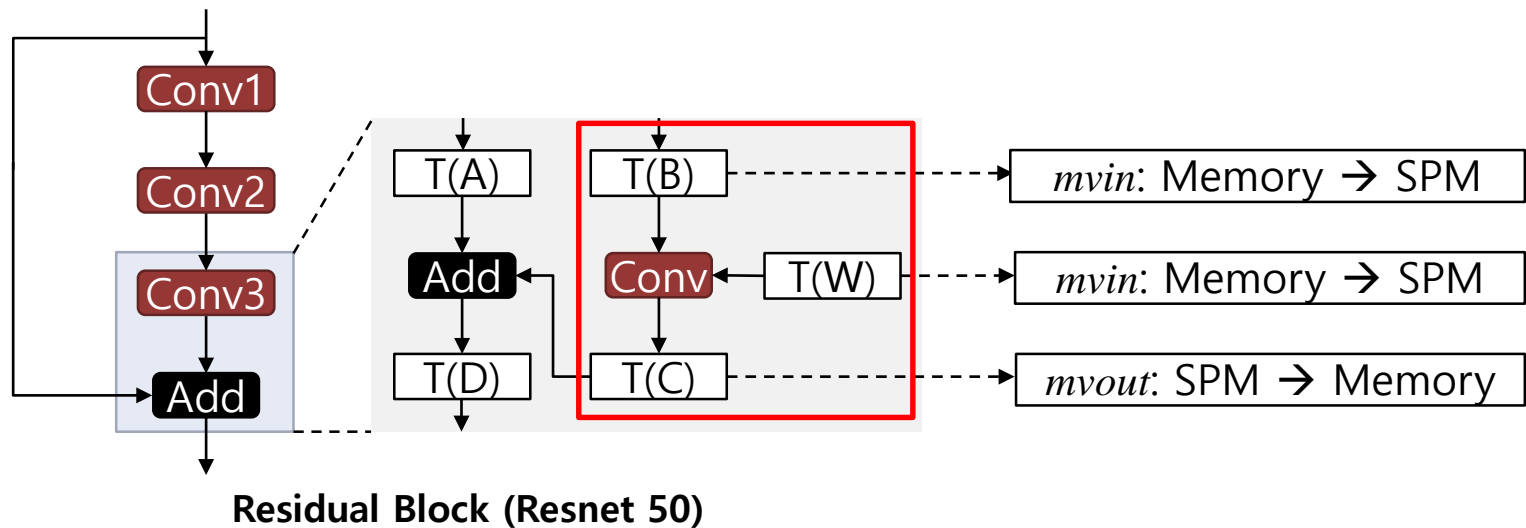 Conv1
Conv2
Conv3
Add
T(A)
T(B)
mvin: Memory → SPM
Add
Conv
T(W)
mvin: Memory → SPM
T(D)
T(C)
mvout: SPM → Memory
Residual Block (Resnet 50)